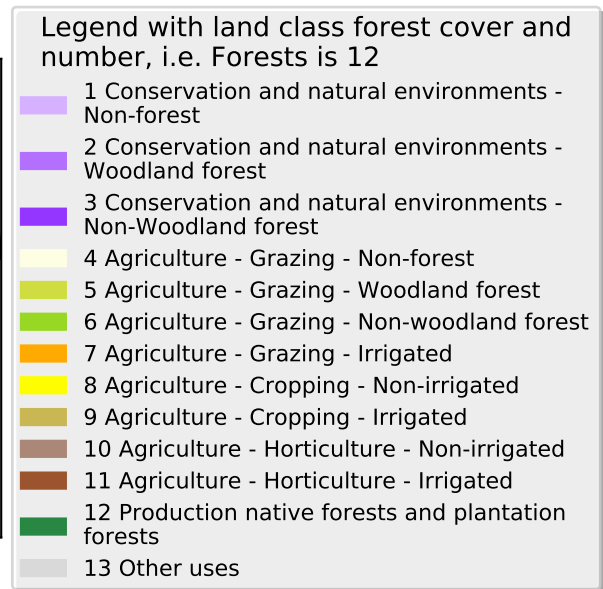 Legend with land class forest cover and
number, i.e. Forests is 12
1 Conservation and natural environments -
Non-forest
2 Conservation and natural environments -
Woodland forest
3 Conservation and natural environments -
Non-Woodland forest
4 Agriculture - Grazing - Non-forest
5 Agriculture - Grazing - Woodland forest
6 Agriculture - Grazing - Non-woodland forest
7 Agriculture - Grazing - Irrigated
8 Agriculture - Cropping - Non-irrigated
9 Agriculture - Cropping - Irrigated
10 Agriculture - Horticulture - Non-irrigated
11 Agriculture - Horticulture - Irrigated
12 Production native forests and plantation
forests
13 Other uses